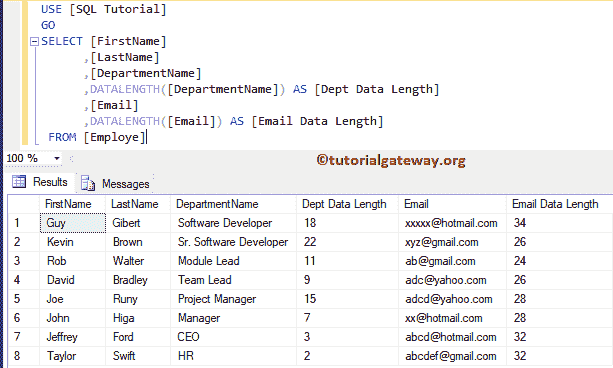 USE [SQL Tutorial]
GO
SELECT [FirstName]
,[LastName]
,[DepartmentName]
,DATALENGTH([DepartmentName]) AS [Dept Data Length]
,[Email]
,DATALENGTH([Email]) AS [Email Data Length]
FROM [Employe]
100 %
©tutorialgateway.org
Results Messages
FirstName LastName DepartmentName Dept Data Length Email Email Data Length
1 Guy Gibert Software Developer 18 xxxxx@hotmail.com 34
2 Kevin Brown Sr. Software Developer 22 xyz@gmail.com 26
3 Rob Walter Module Lead 11 ab@gmail.com 24
4 David Bradley Team Lead 9 adc@yahoo.com 26
5 Joe Runy Project Manager 15 adcd@yahoo.com 28
6 John Higa Manager 7 xx@hotmail.com 28
7 Jeffrey Ford CEO 3 abcd@hotmail.com 32
8 Taylor Swift HR 2 abcdef@gmail.com 32